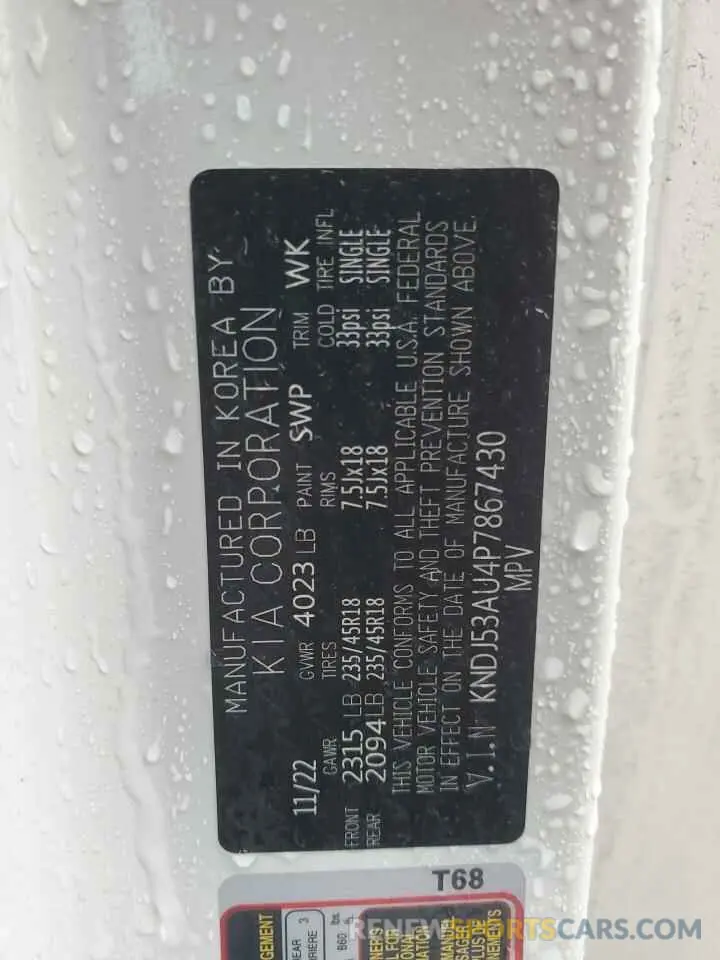 MANUFACTURED IN KOREA BY:
KIA CORPORATION
11/22 GVWR 4023 LB PAINT SWP TRIM WK
GAWR TIRES RIMS COLD TIRE INFL
FRONT 2315 LB 235/45R18 7.5Jx18 33psi SINGLE
REAR 2094 LB 235/45R18 7.5Jx18 33psi SINGLE
THIS VEHICLE CONFORMS TO ALL APPLICABLE U.S.A. FEDERAL
MOTOR VEHICLE SAFETY AND THEFT PREVENTION STANDARDS
IN EFFECT ON THE DATE OF MANUFACTURE SHOWN ABOVE.
V.I.N KNDJ53AU4P7867430
MPV
T68
RENEWSPORTSCARS.COM